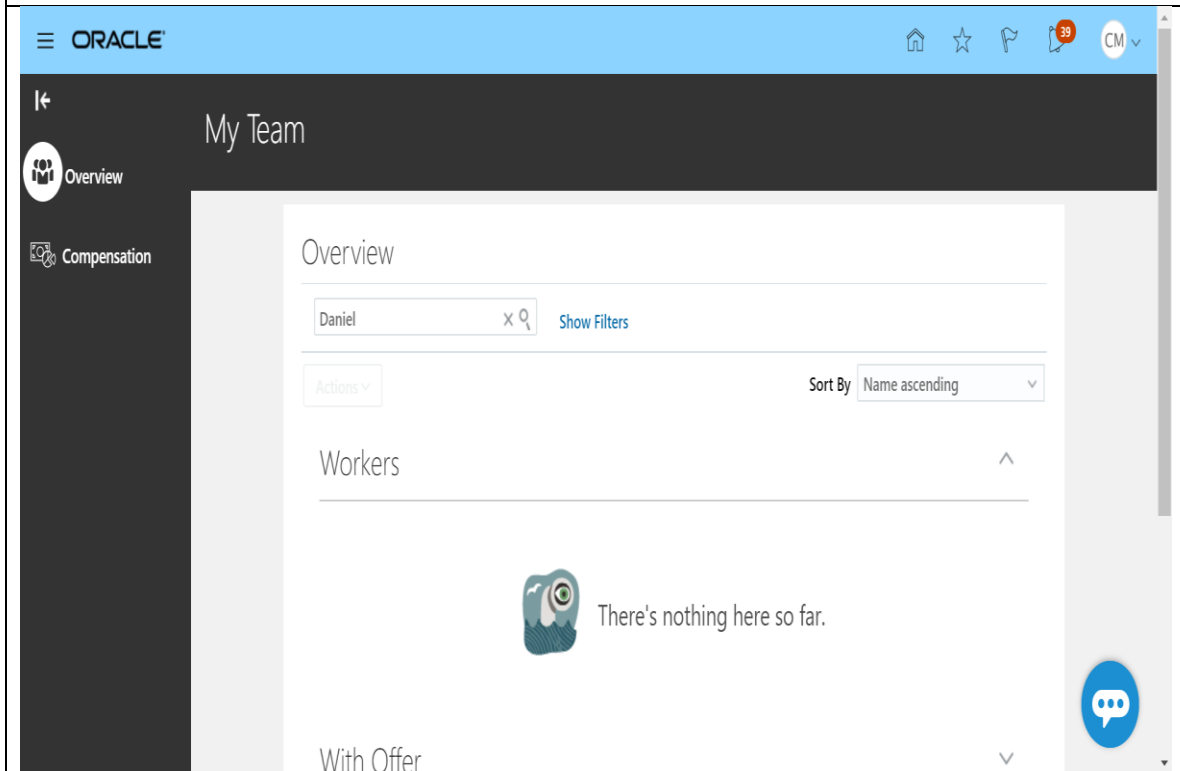 ORACLE
39
CM
My Team
Overview
Compensation
Overview
Daniel
Show Filters
Actions
Sort By Name ascending
Workers
There's nothing here so far.
With Offer